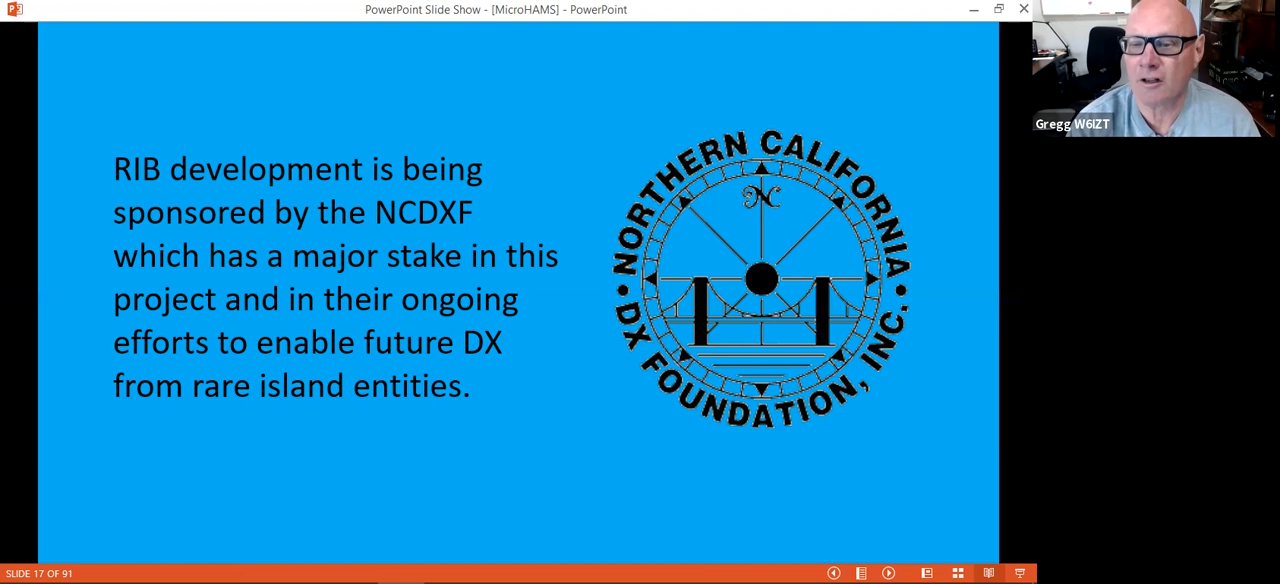 PowerPoint Slide Show - [MicroHAMS] - PowerPoint
RIB development is being
sponsored by the NCDXF
which has a major stake in this
project and in their ongoing
efforts to enable future DX
from rare island entities.
NORTHERN CALIFORNIA
• DX FOUNDATION, INC. •
N
Gregg W6IZT
SLIDE 17 OF 91